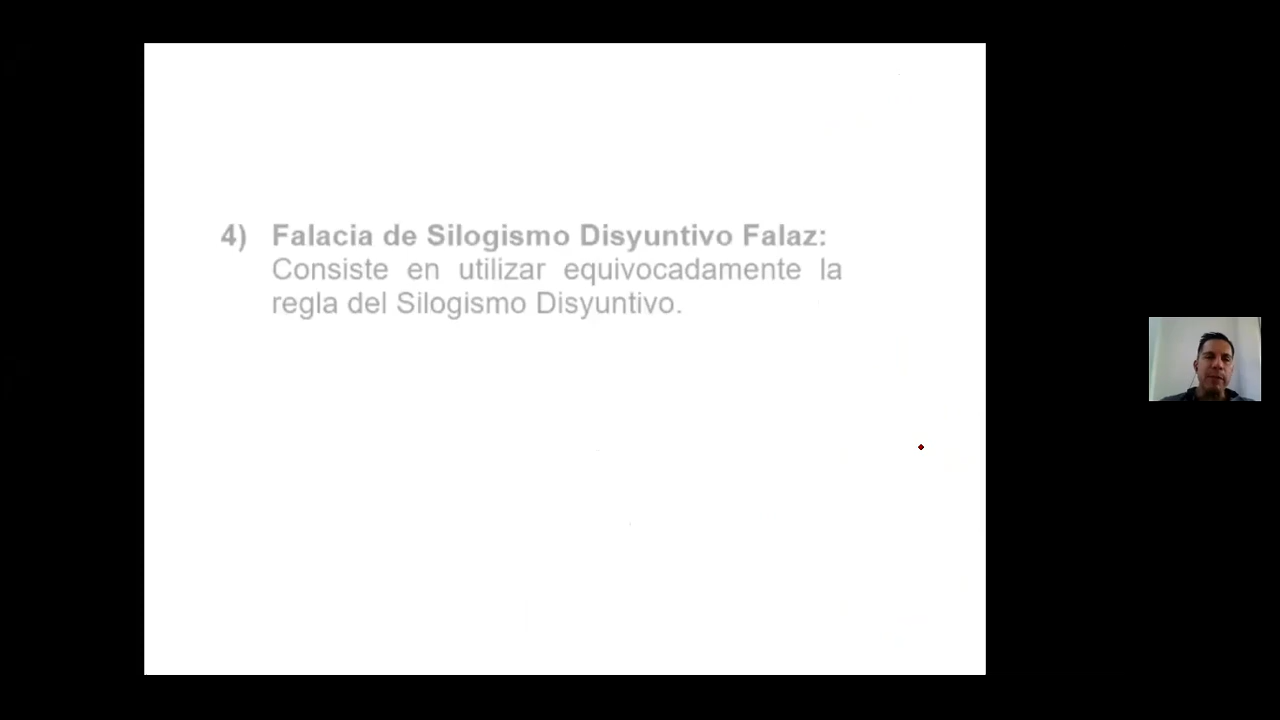 4) Falacia de Silogismo Disyuntivo Falaz:
Consiste en utilizar equivocadamente la
regla del Silogismo Disyuntivo.